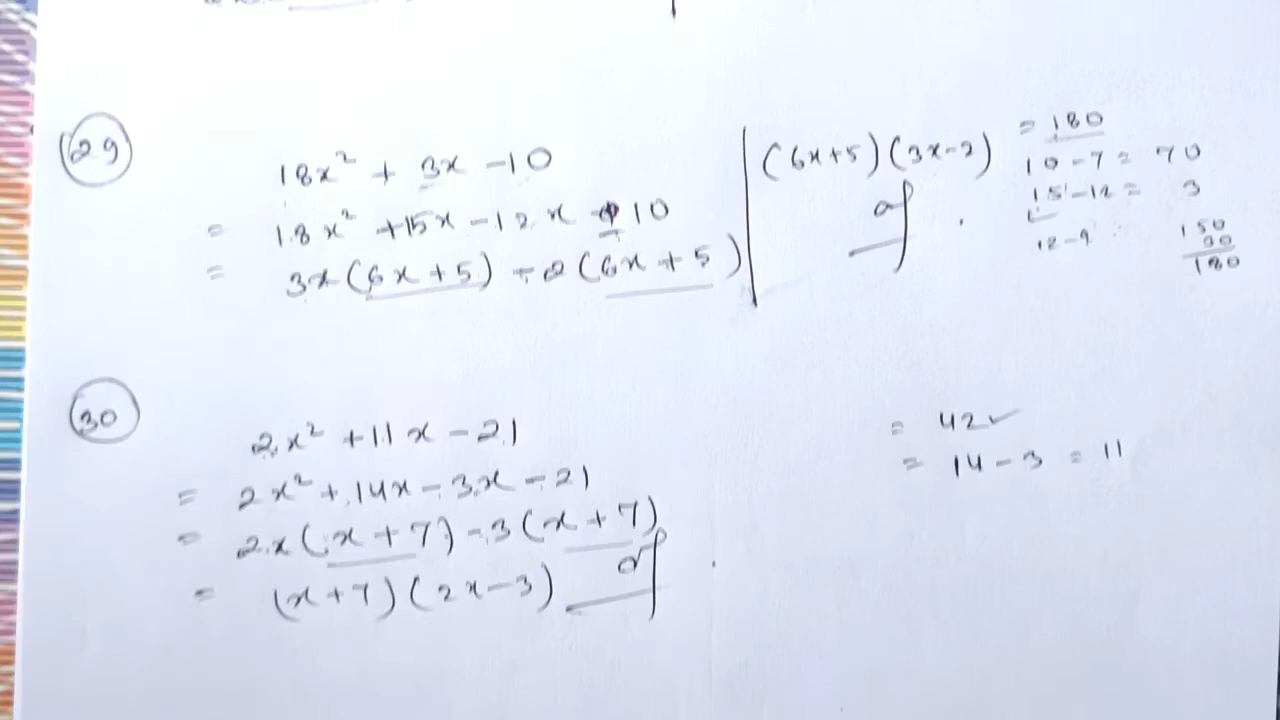 29
18x² + 3x - 10
= 18x² + 15x - 12x - 10
= 3x(6x + 5) - 2(6x + 5)
(6x + 5)(3x - 2)
= 180
10 - 7 = 70
15 - 12 = 3
12 - 9
150
30
180
30
2x² + 11x - 21
= 2x² + 14x - 3x - 21
= 2x(x + 7) - 3(x + 7)
= (x + 7)(2x - 3)
= 42 ✓
= 14 - 3 = 11